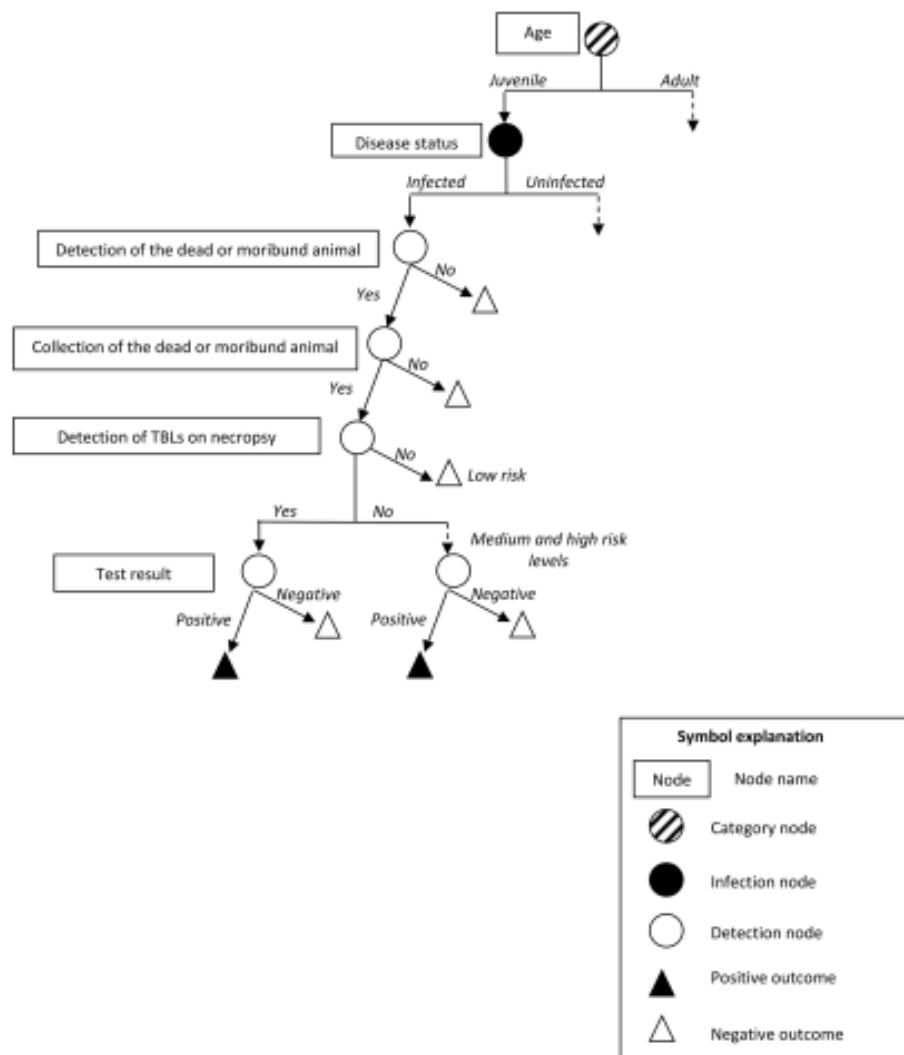 Age
Juvenile
Adult
Disease status
Infected
Uninfected
Detection of the dead or moribund animal
No
Yes
Collection of the dead or moribund animal
No
Yes
Detection of TBLs on necropsy
No
Low risk
Yes
No
Medium and high risk
levels
Test result
Negative
Negative
Positive
Positive
Symbol explanation
Node
Node name
Category node
Infection node
Detection node
Positive outcome
Negative outcome